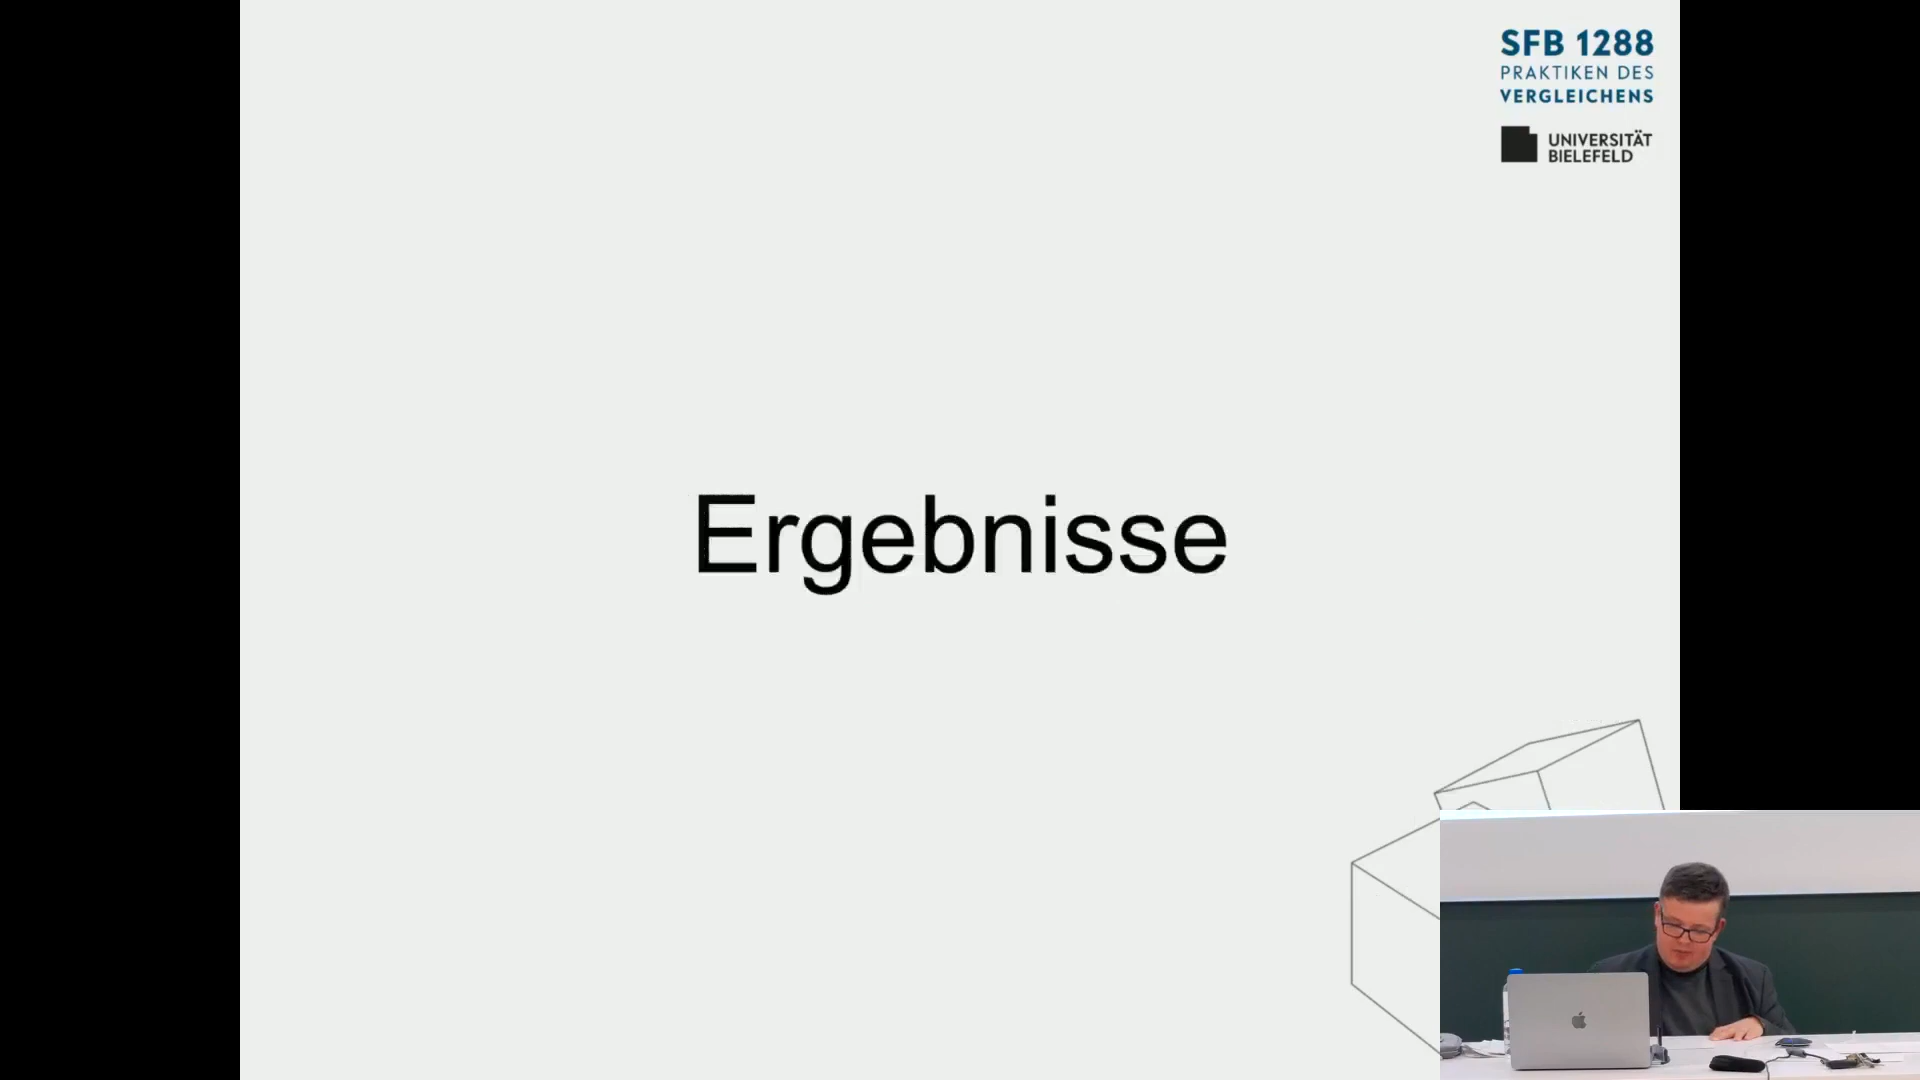 SFB 1288
PRAKTIKEN DES
VERGLEICHENS
UNIVERSITÄT
BIELEFELD
Ergebnisse